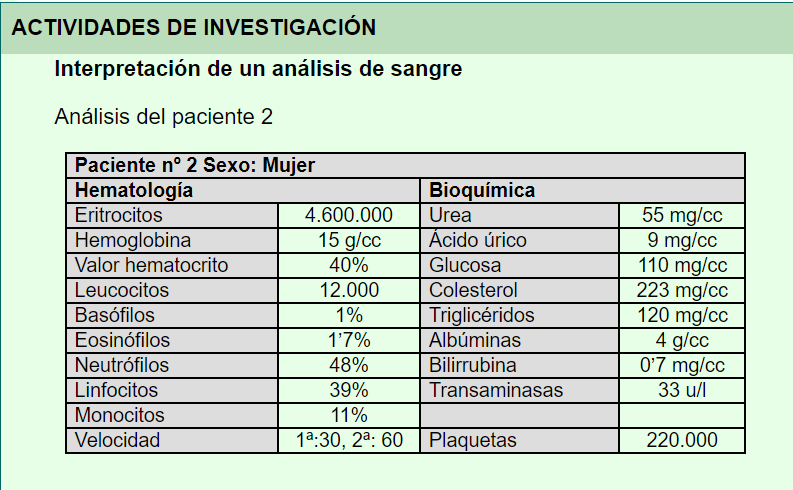 ACTIVIDADES DE INVESTIGACIÓN
Interpretación de un análisis de sangre
Análisis del paciente 2
Paciente nº 2 Sexo: Mujer
Hematología Bioquímica
Eritrocitos 4.600.000 Urea 55 mg/cc
Hemoglobina 15 g/cc Ácido úrico 9 mg/cc
Valor hematocrito 40% Glucosa 110 mg/cc
Leucocitos 12.000 Colesterol 223 mg/cc
Basófilos 1% Triglicéridos 120 mg/cc
Eosinófilos 1’7% Albúminas 4 g/cc
Neutrófilos 48% Bilirrubina 0’7 mg/cc
Linfocitos 39% Transaminasas 33 u/l
Monocitos 11%
Velocidad 1ª:30, 2ª: 60 Plaquetas 220.000